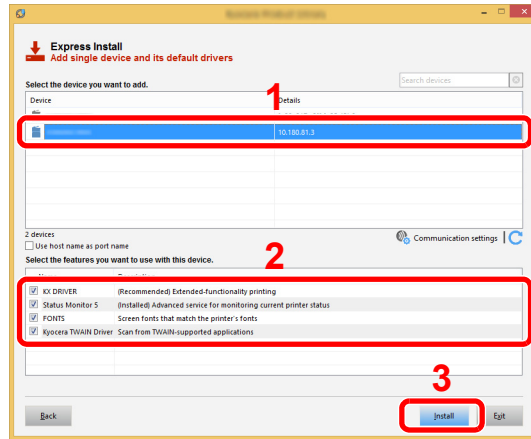 Express Install
Add single device and its default drivers
Select the device you want to add.
Search devices
1
Device Details
10.180.81.3
2 devices
Communication settings
Use host name as port name
2
Select the features you want to use with this device.
KX DRIVER (Recommended) Extended-functionality printing
Status Monitor 5 (Installed) Advanced service for monitoring current printer status
FONTS Screen fonts that match the printer's fonts
Kyocera TWAIN Driver Scan from TWAIN-supported applications
3
Back Install Exit